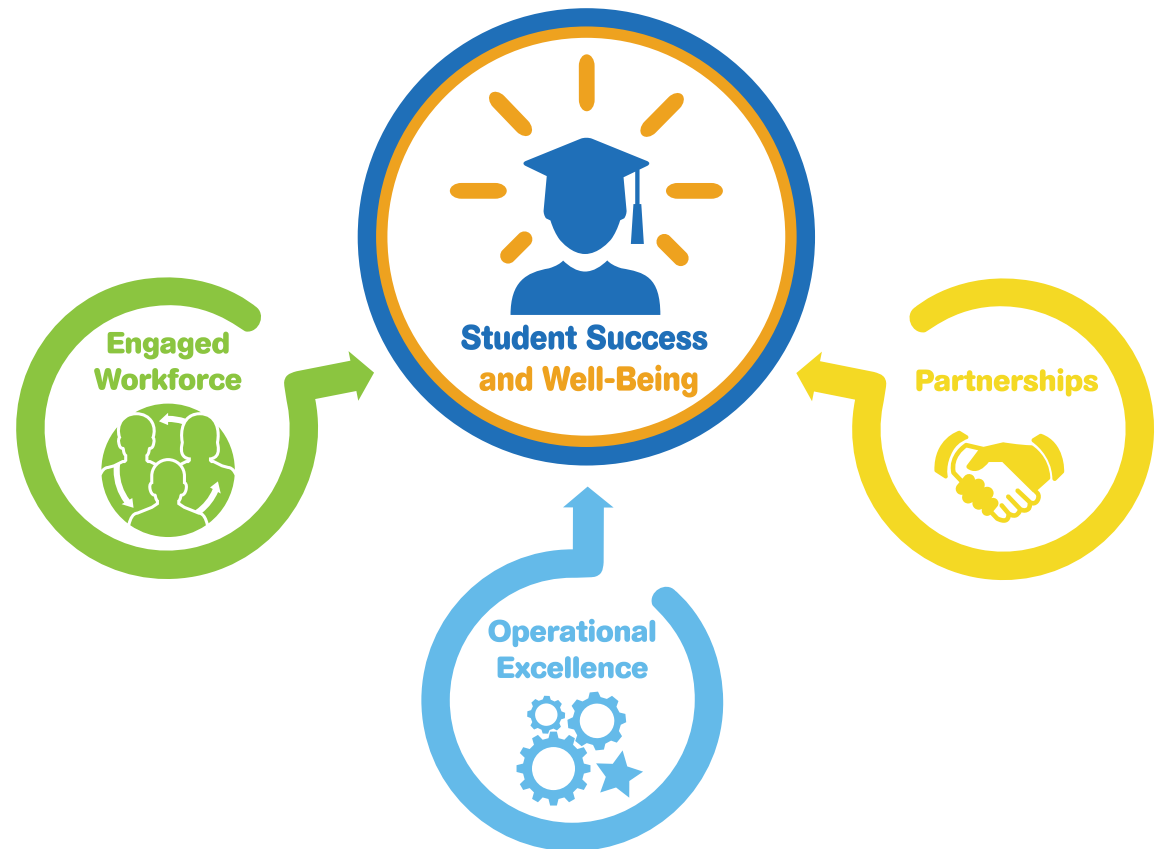 Student Success
and Well-Being
Engaged
Workforce
Partnerships
Operational
Excellence